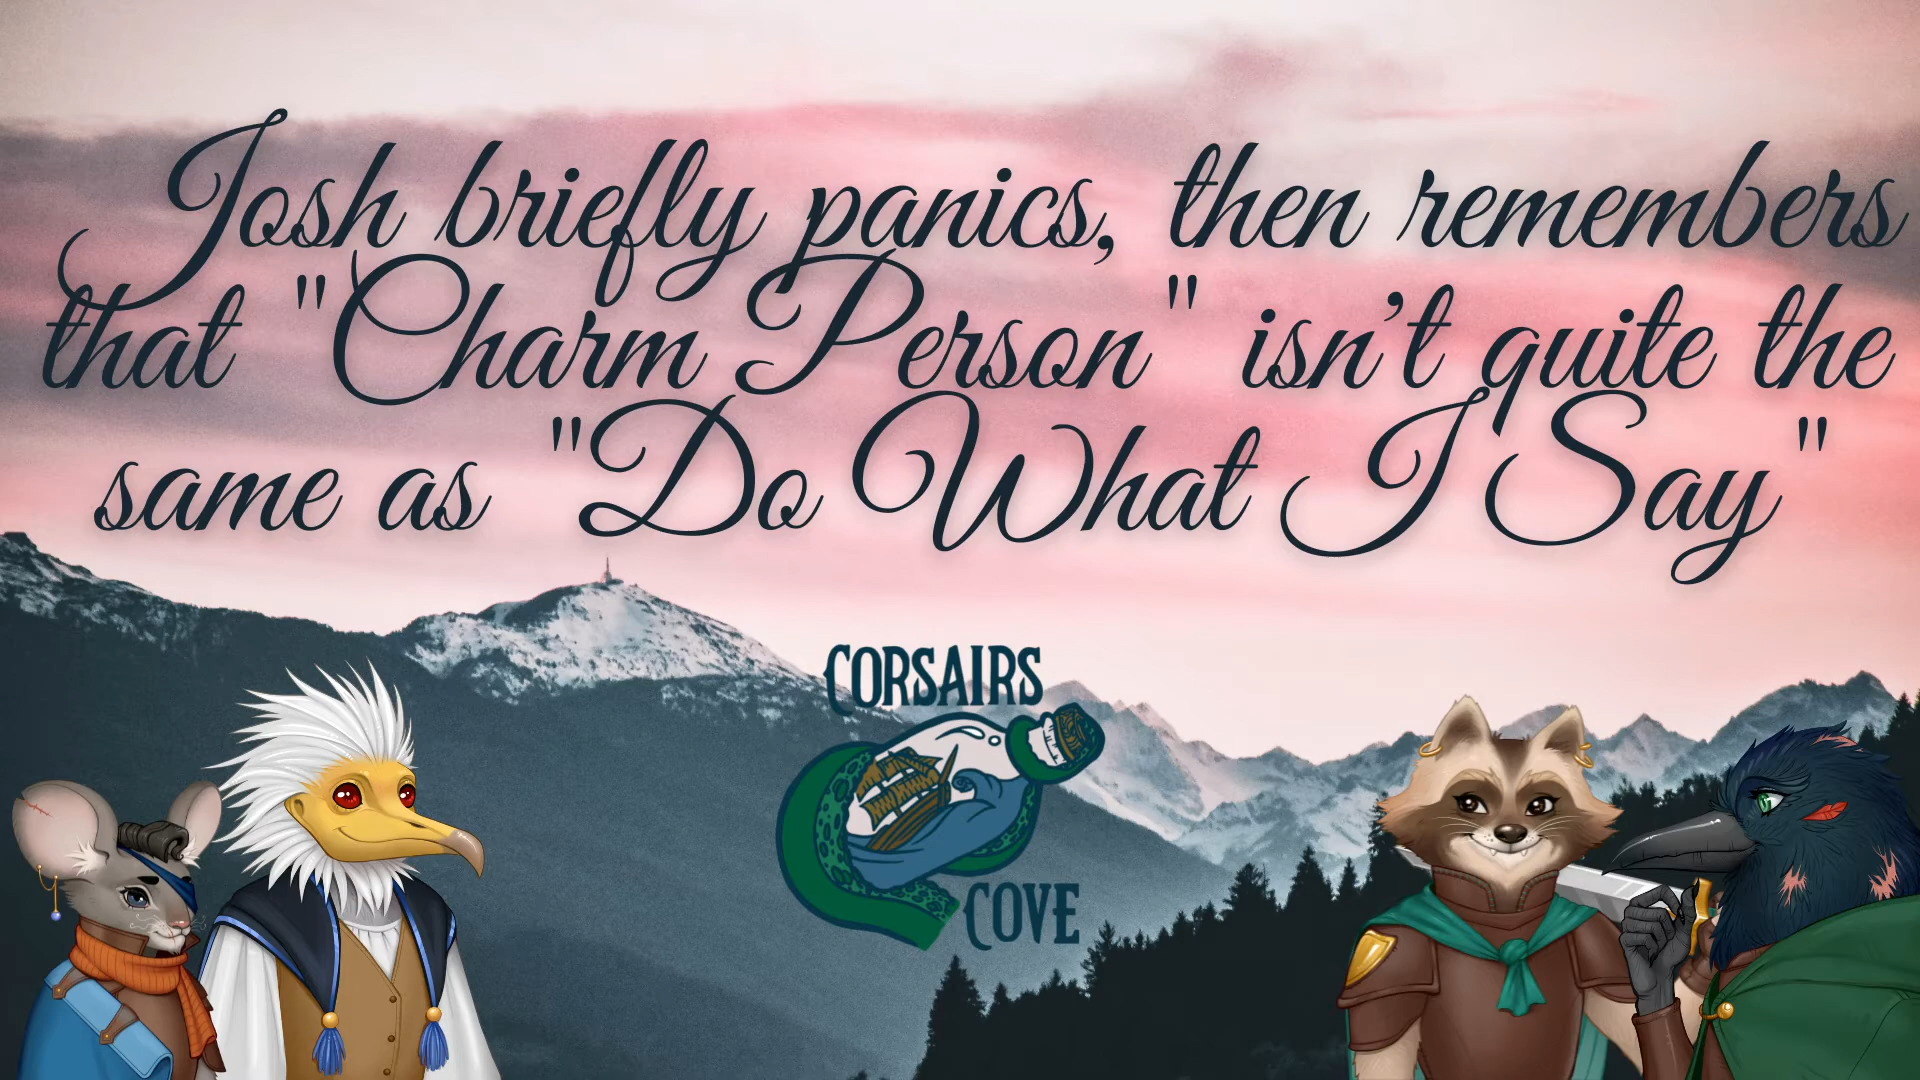 Josh briefly panics, then remembers
that "Charm Person" isn't quite the
same as "Do What I Say"
CORSAIRS
COVE